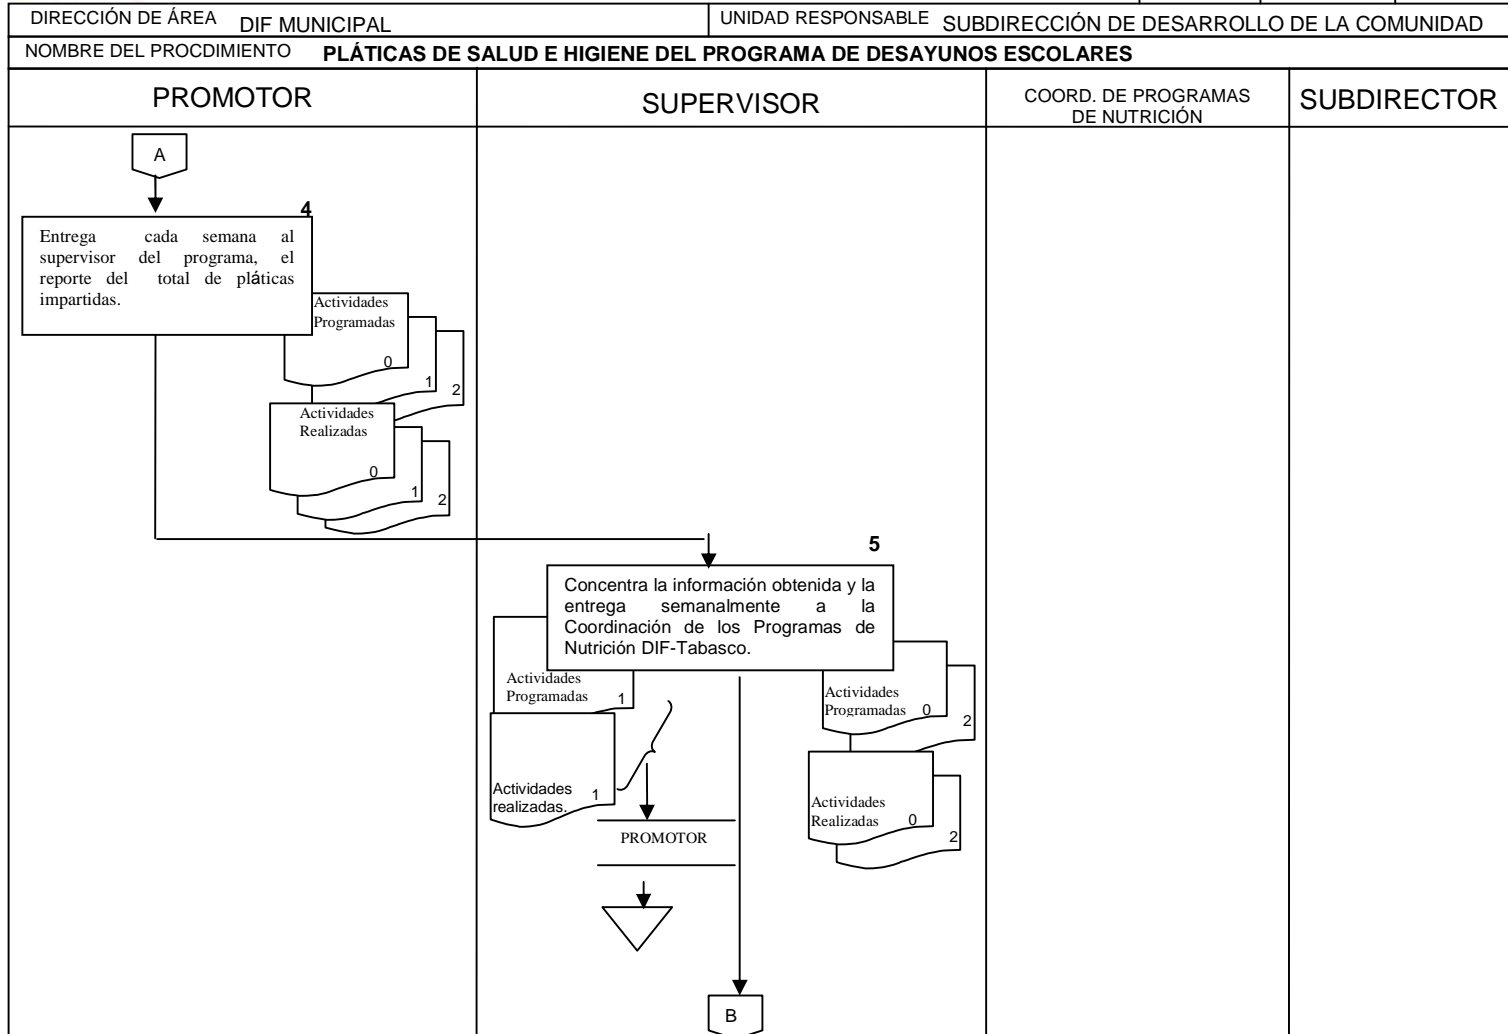 DIRECCIÓN DE ÁREA DIF MUNICIPAL UNIDAD RESPONSABLE SUBDIRECCIÓN DE DESARROLLO DE LA COMUNIDAD
NOMBRE DEL PROCDIMIENTO PLÁTICAS DE SALUD E HIGIENE DEL PROGRAMA DE DESAYUNOS ESCOLARES
PROMOTOR
SUPERVISOR
COORD. DE PROGRAMAS
DE NUTRICIÓN
SUBDIRECTOR
A
4
Entrega cada semana al
supervisor del programa, el
reporte del total de pláticas
impartidas.
Actividades
Programadas
0
1
2
Actividades
Realizadas
0
1
2
5
Concentra la información obtenida y la
entrega semanalmente a la
Coordinación de los Programas de
Nutrición DIF-Tabasco.
Actividades
Programadas 1
Actividades
realizadas. 1
PROMOTOR
Actividades
Programadas 0
2
Actividades
Realizadas 0
2
B